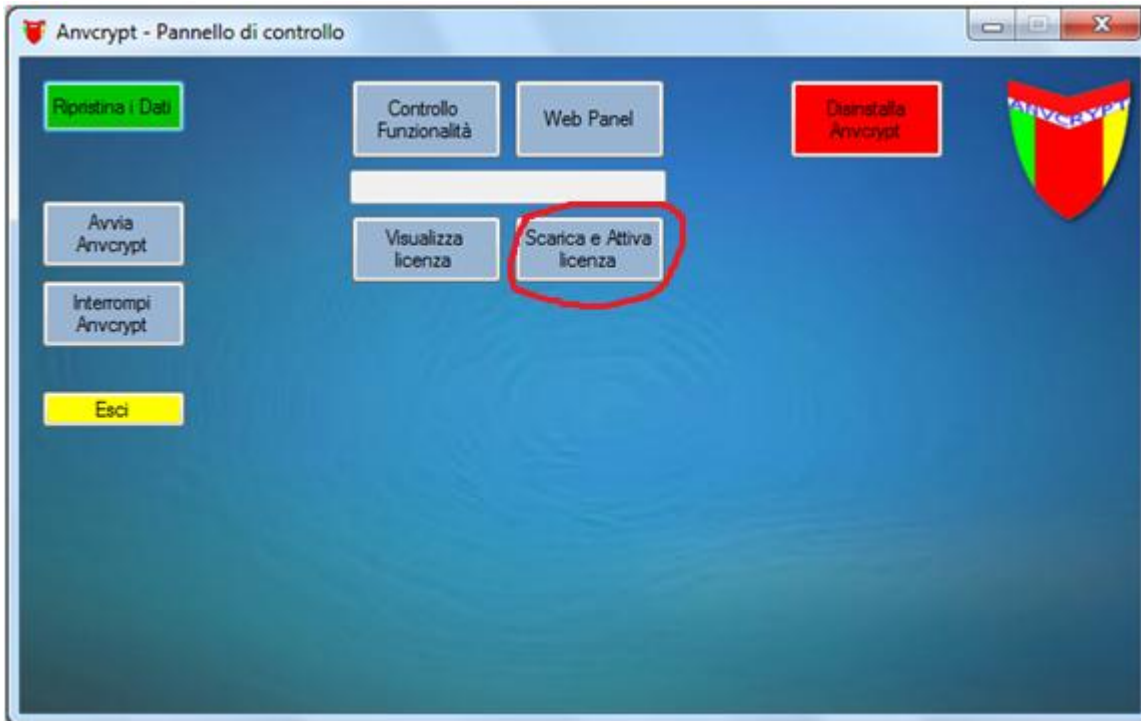 Anvcrypt - Pannello di controllo
Ripristina i Dati
Controllo
Funzionalità
Web Panel
Disinstalla
Anvcrypt
ANVCRYPT
Avvia
Anvcrypt
Visualizza
licenza
Scarica e Attiva
licenza
Interrompi
Anvcrypt
Esci